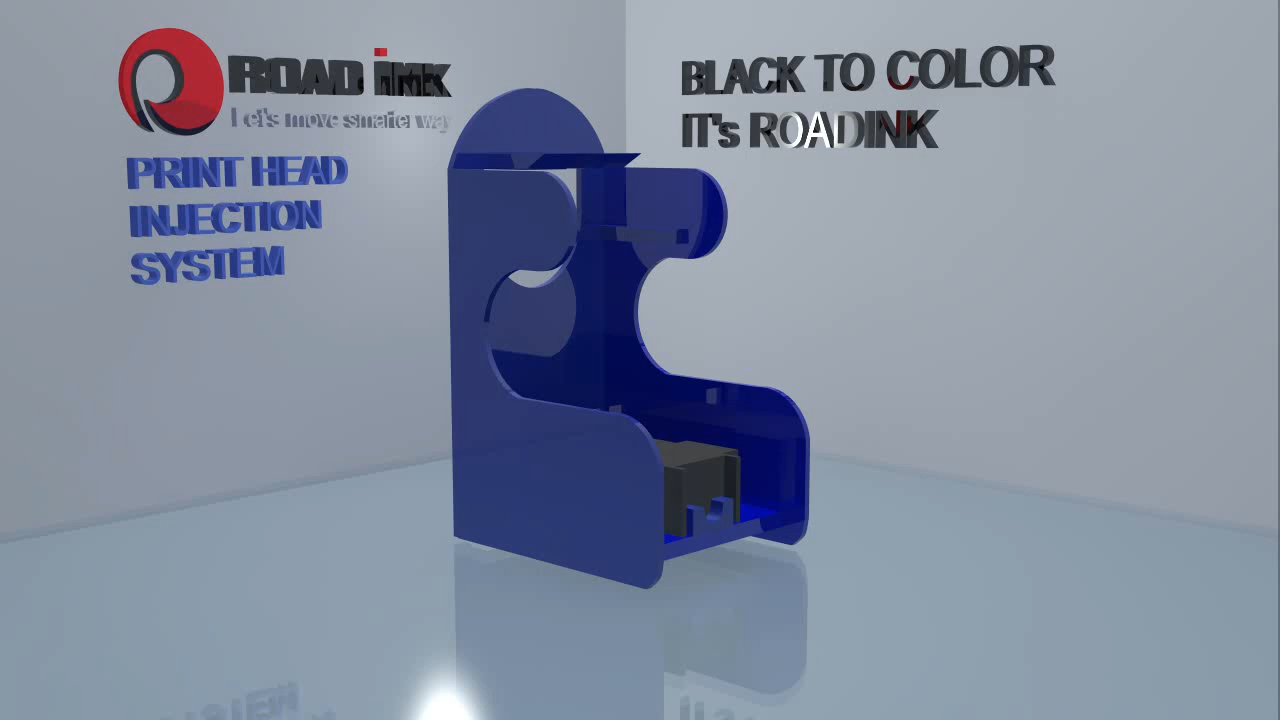 ROAD ink
Let's move smarter way
PRINT HEAD
INJECTION
SYSTEM
BLACK TO COLOR
IT's ROADINK